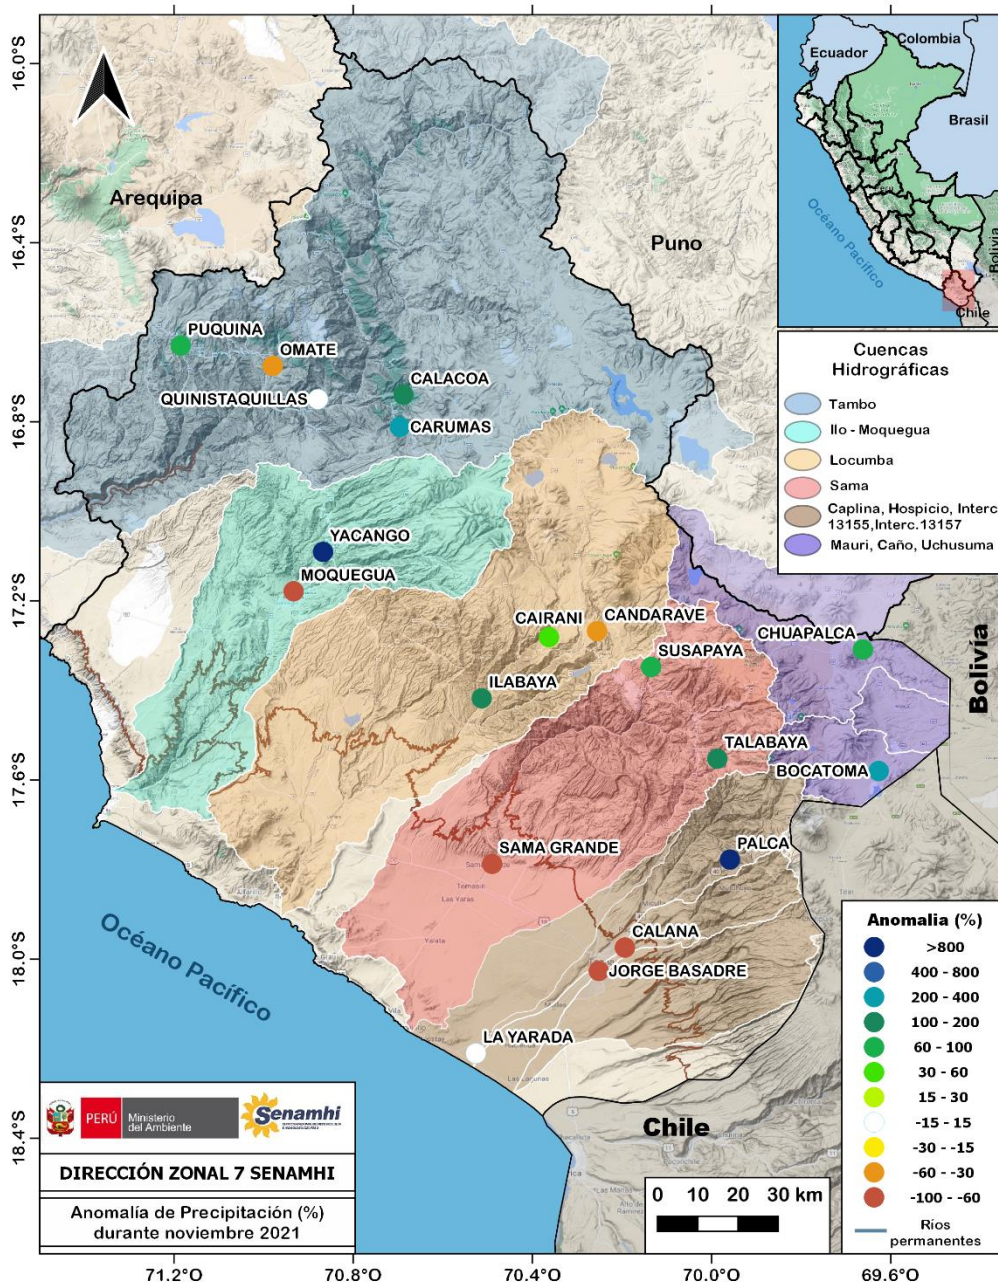 16.0°S
16.4°S
16.8°S
17.2°S
17.6°S
18.0°S
18.4°S
Arequipa
Puno
PUQUINA
OMATE
QUINISTAQUILLAS
CALACOA
CARUMAS
YACANGO
MOQUEGUA
CAIRANI
CANDARAVE
SUSAPAYA
CHUAPALCA
ILABAYA
TALABAYA
BOCATOMA
PALCA
SAMA GRANDE
CALANA
JORGE BASADRE
LA YARADA
Océano Pacífico
Bolivía
Chile
Ecuador
Colombia
Brasil
Océano Pacífico
Bolivía
Chile
Cuencas
Hidrográficas
Tambo
Ilo - Moquegua
Locumba
Sama
Caplina, Hospicio, Interc.
13155,Interc.13157
Mauri, Caño, Uchusuma
Anomalia (%)
>800
400 - 800
200 - 400
100 - 200
60 - 100
30 - 60
15 - 30
-15 - 15
-30 - -15
-60 - -30
-100 - -60
Ríos
permanentes
0 10 20 30 km
PERÚ
Ministerio
del Ambiente
Senamhi
DIRECCIÓN ZONAL 7 SENAMHI
Anomalía de Precipitación (%)
durante noviembre 2021
71.2°O 70.8°O 70.4°O 70.0°O 69.6°O